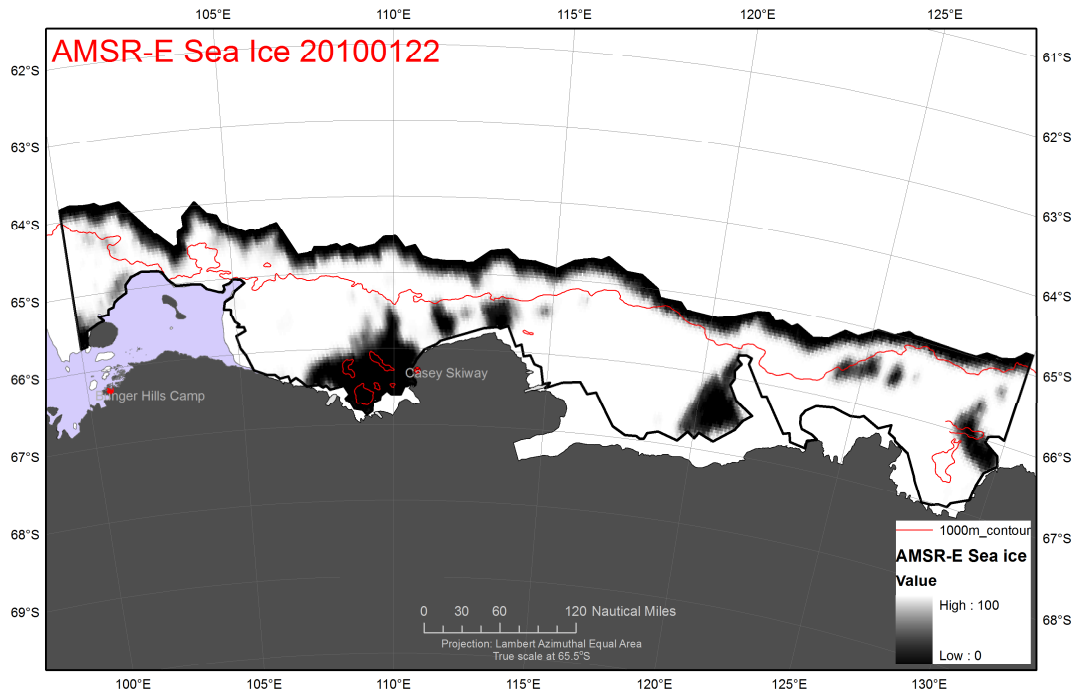 105°E 110°E 115°E 120°E 125°E
AMSR-E Sea Ice 20100122
62°S 61°S
63°S 62°S
64°S 63°S
65°S 64°S
66°S 65°S
Casey Skiway
Bunger Hills Camp
67°S 66°S
68°S 67°S
1000m_contour
AMSR-E Sea ice
Value
High : 100
69°S 68°S
Low : 0
0 30 60 120 Nautical Miles
Projection: Lambert Azimuthal Equal Area
True scale at 65.5°S
100°E 105°E 110°E 115°E 120°E 125°E 130°E